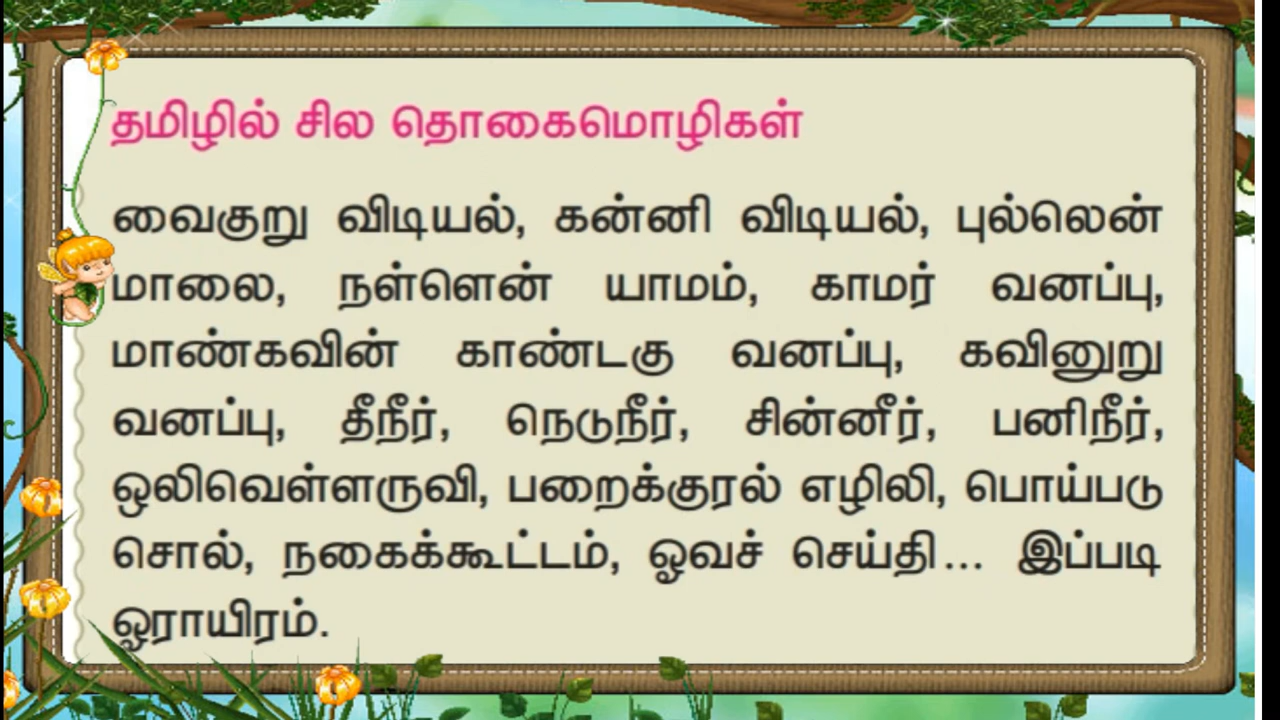 தமிழில் சில தொகைமொழிகள்
வைகுறு விடியல், கன்னி விடியல், புல்லென்
மாலை, நள்ளென் யாமம், காமர் வனப்பு,
மாண்கவின் காண்டகு வனப்பு, கவினுறு
வனப்பு, தீநீர், நெடுநீர், சின்னீர், பனிநீர்,
ஒலிவெள்ளருவி, பறைக்குரல் எழிலி, பொய்படு
சொல், நகைக்கூட்டம், ஓவச் செய்தி... இப்படி
ஓராயிரம்.